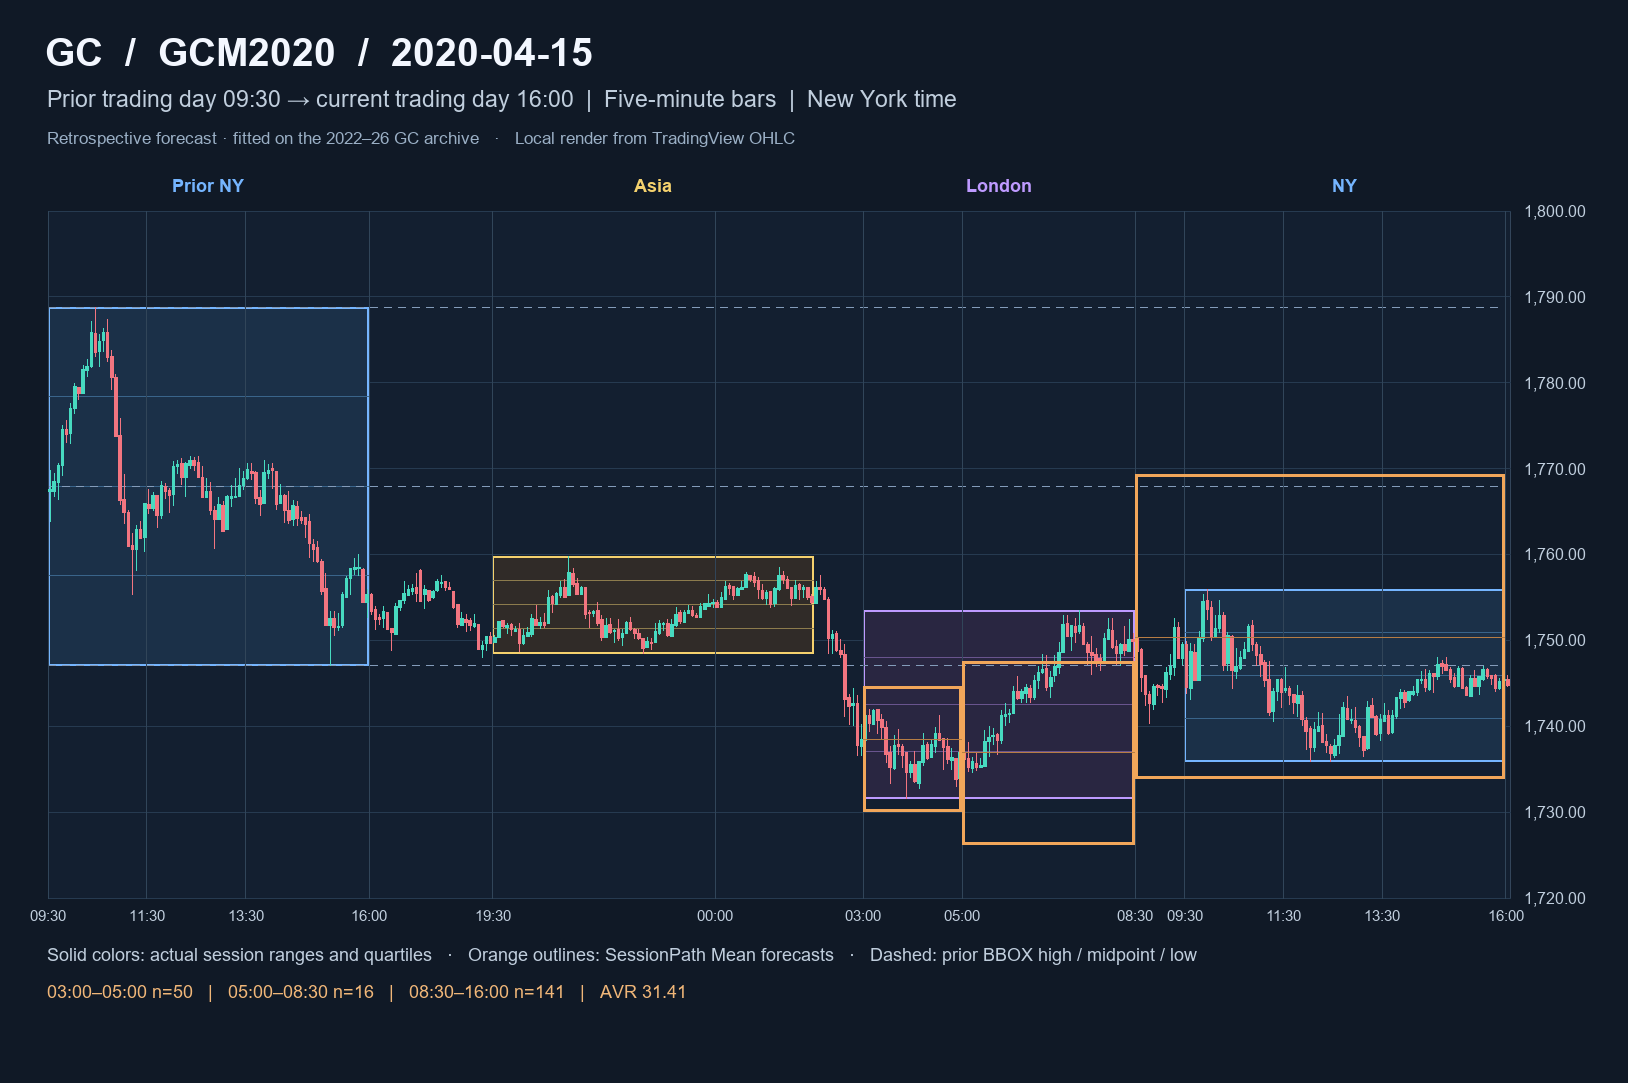 GC / GCM2020 / 2020-04-15
Prior trading day 09:30 → current trading day 16:00 | Five-minute bars | New York time
Retrospective forecast · fitted on the 2022–26 GC archive · Local render from TradingView OHLC
Prior NY Asia London NY
1,800.00
1,790.00
1,780.00
1,770.00
1,760.00
1,750.00
1,740.00
1,730.00
1,720.00
09:30 11:30 13:30 16:00 19:30 00:00 03:00 05:00 08:30 09:30 11:30 13:30 16:00
Solid colors: actual session ranges and quartiles · Orange outlines: SessionPath Mean forecasts · Dashed: prior BBOX high / midpoint / low
03:00–05:00 n=50 | 05:00–08:30 n=16 | 08:30–16:00 n=141 | AVR 31.41